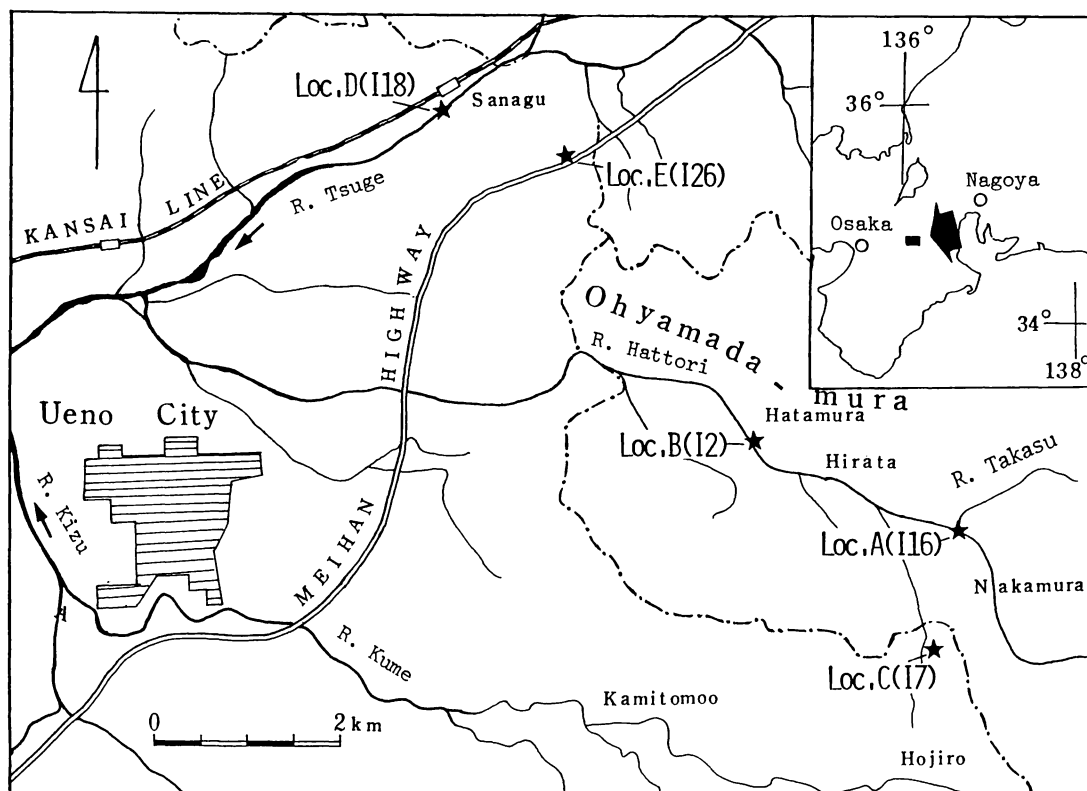 Loc.D(I18)
Sanagu
Loc.E(I26)
KANSAI LINE
R. Tsuge
HIGHWAY
MEIHAN
Ohyamada-mura
R. Hattori
Ueno City
Hatamura
Loc.B(I2)
Hirata
R. Takasu
R. Kizu
Loc.A(I16)
Nakamura
R. Kume
Loc.C(I7)
Kamitomoo
Hojiro
0 2km
136°
36°
Nagoya
Osaka
34°
138°